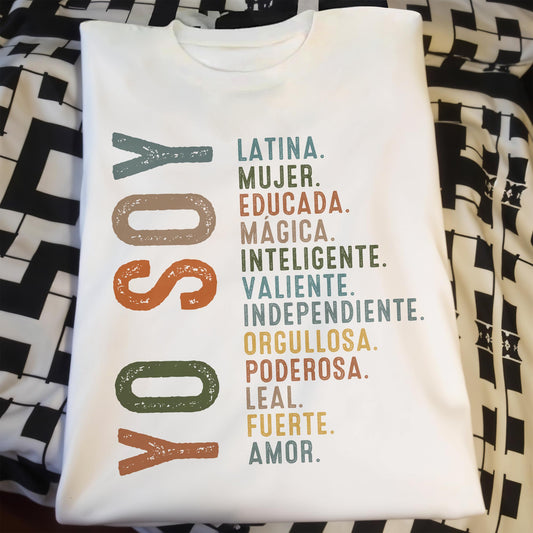 YO SOY
LATINA.
MUJER.
EDUCADA.
MÁGICA.
INTELIGENTE.
VALIENTE.
INDEPENDIENTE.
ORGULLOSA.
PODEROSA.
LEAL.
FUERTE.
AMOR.